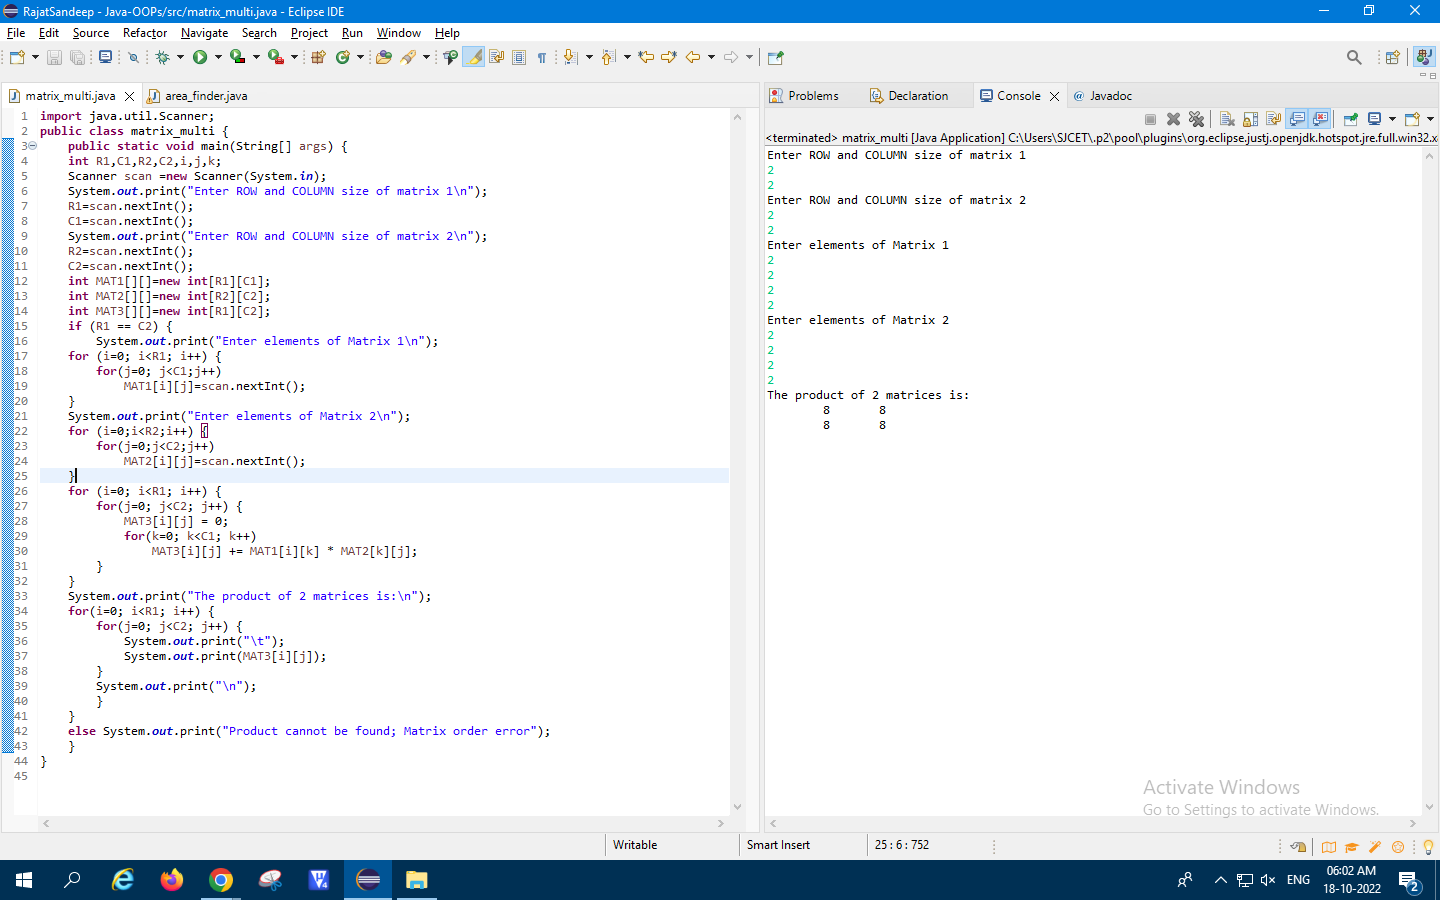 RajatSandeep - Java-OOPs/src/matrix_multi.java - Eclipse IDE
File Edit Source Refactor Navigate Search Project Run Window Help
matrix_multi.java
area_finder.java
1 import java.util.Scanner;
2 public class matrix_multi {
3 public static void main(String[] args) {
4 int R1,C1,R2,C2,i,j,k;
5 Scanner scan =new Scanner(System.in);
6 System.out.print("Enter ROW and COLUMN size of matrix 1\n");
7 R1=scan.nextInt();
8 C1=scan.nextInt();
9 System.out.print("Enter ROW and COLUMN size of matrix 2\n");
10 R2=scan.nextInt();
11 C2=scan.nextInt();
12 int MAT1[][]=new int[R1][C1];
13 int MAT2[][]=new int[R2][C2];
14 int MAT3[][]=new int[R1][C2];
15 if (R1 == C2) {
16 System.out.print("Enter elements of Matrix 1\n");
17 for (i=0; i<R1; i++) {
18 for(j=0; j<C1;j++)
19 MAT1[i][j]=scan.nextInt();
20 }
21 System.out.print("Enter elements of Matrix 2\n");
22 for (i=0;i<R2;i++) {
23 for(j=0;j<C2;j++)
24 MAT2[i][j]=scan.nextInt();
25 }
26 for (i=0; i<R1; i++) {
27 for(j=0; j<C2; j++) {
28 MAT3[i][j] = 0;
29 for(k=0; k<C1; k++)
30 MAT3[i][j] += MAT1[i][k] * MAT2[k][j];
31 }
32 }
33 System.out.print("The product of 2 matrices is:\n");
34 for(i=0; i<R1; i++) {
35 for(j=0; j<C2; j++) {
36 System.out.print("\t");
37 System.out.print(MAT3[i][j]);
38 }
39 System.out.print("\n");
40 }
41 }
42 else System.out.print("Product cannot be found; Matrix order error");
43 }
44 }
45
Problems Declaration Console @ Javadoc
<terminated> matrix_multi [Java Application] C:\Users\SJCET\.p2\pool\plugins\org.eclipse.justj.openjdk.hotspot.jre.full.win32.x
Enter ROW and COLUMN size of matrix 1
2
2
Enter ROW and COLUMN size of matrix 2
2
2
Enter elements of Matrix 1
2
2
2
2
Enter elements of Matrix 2
2
2
2
2
The product of 2 matrices is:
8 8
8 8
Activate Windows
Go to Settings to activate Windows.
Writable Smart Insert 25 : 6 : 752
ENG
06:02 AM
18-10-2022
2